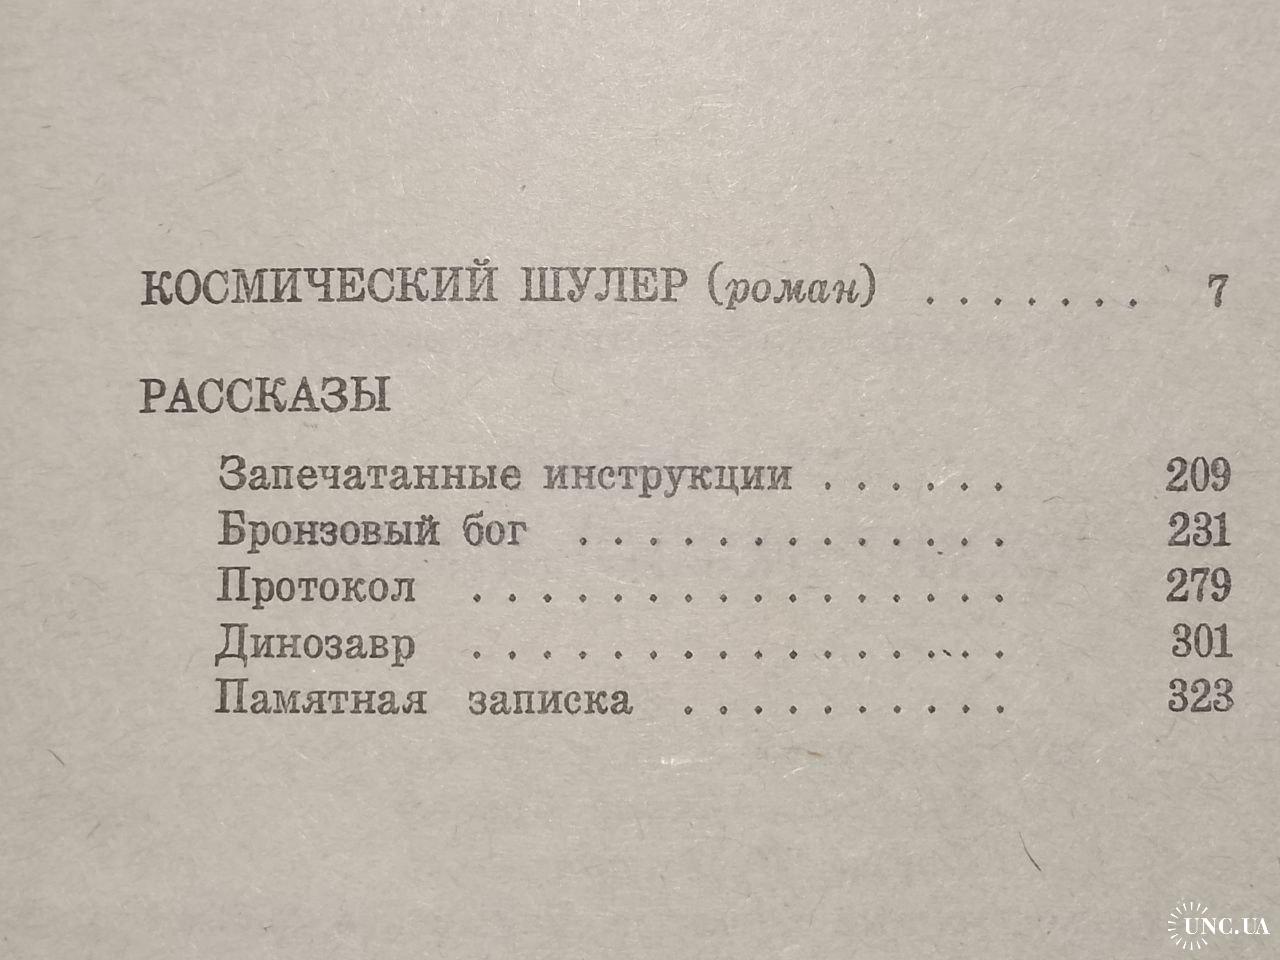 КОСМИЧЕСКИЙ ШУЛЕР (роман) . . . . . . . 7
РАССКАЗЫ
Запечатанные инструкции . . . . . . 209
Бронзовый бог . . . . . . . . . . . . . 231
Протокол . . . . . . . . . . . . . . . . 279
Динозавр . . . . . . . . . . . . . . . . 301
Памятная записка . . . . . . . . . . 323
UNC.UA